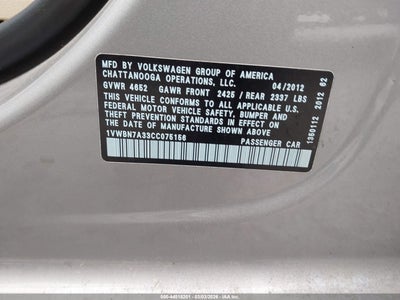 MFD BY VOLKSWAGEN GROUP OF AMERICA
CHATTANOOGA OPERATIONS, LLC. 04/2012
GVWR 4652 GAWR FRONT 2425 / REAR 2337 LBS
THIS VEHICLE CONFORMS TO ALL APPLICABLE U.S.
FEDERAL MOTOR VEHICLE SAFETY, BUMPER AND
THEFT PREVENTION STANDARDS IN EFFECT ON THE
DATE OF MANUFACTURE SHOWN ABOVE.
1VWBN7A33CC075156 PASSENGER CAR
1350112 2012 02